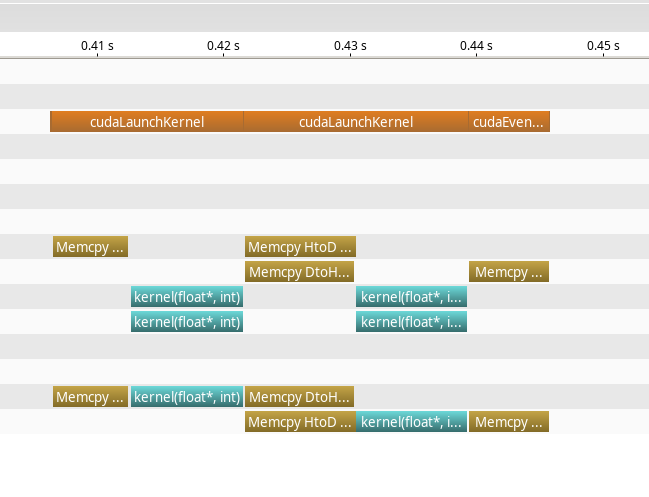 0.41 s 0.42 s 0.43 s 0.44 s 0.45 s
cudaLaunchKernel cudaLaunchKernel cudaEven...
Memcpy ... Memcpy HtoD ...
Memcpy DtoH... Memcpy ...
kernel(float*, int) kernel(float*, i...
kernel(float*, int) kernel(float*, i...
Memcpy ... kernel(float*, int) Memcpy DtoH...
Memcpy HtoD ... kernel(float*, i... Memcpy ...